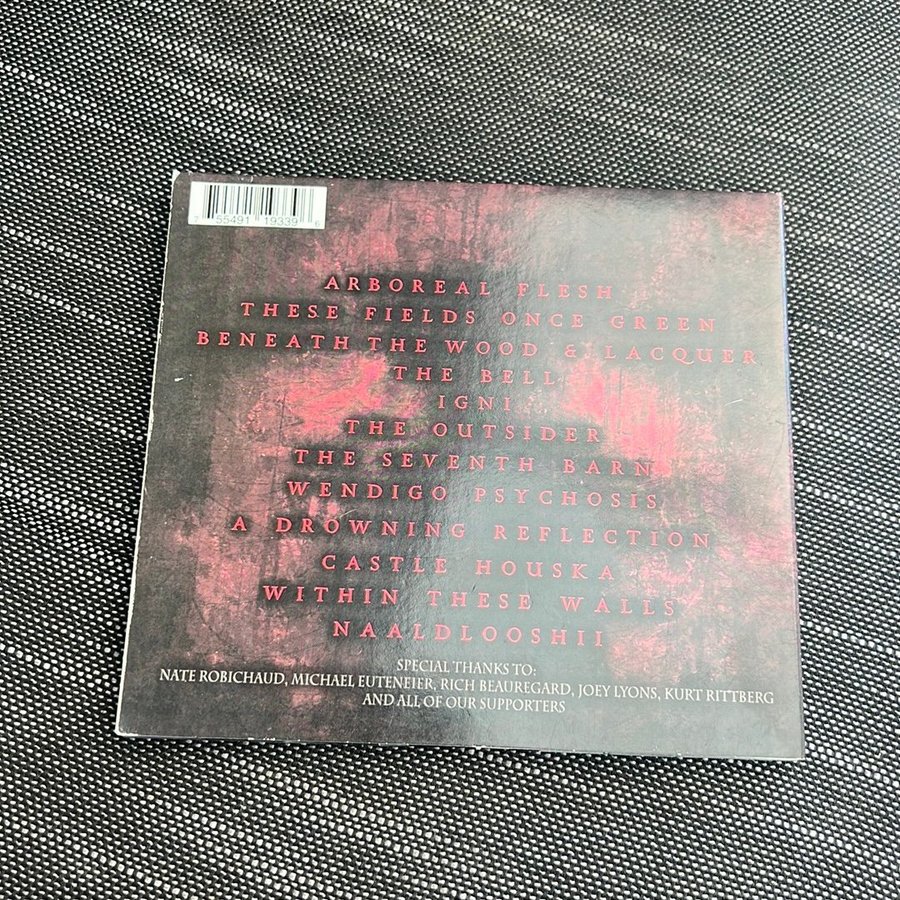 7 55491 19339 6
ARBOREAL FLESH
THESE FIELDS ONCE GREEN
BENEATH THE WOOD & LACQUER
THE BELL
IGNI
THE OUTSIDER
THE SEVENTH BARN
WENDIGO PSYCHOSIS
A DROWNING REFLECTION
CASTLE HOUSKA
WITHIN THESE WALLS
NAALDLOOSHII
SPECIAL THANKS TO:
NATE ROBICHAUD, MICHAEL EUTENEIER, RICH BEAUREGARD, JOEY LYONS, KURT RITTBERG
AND ALL OF OUR SUPPORTERS